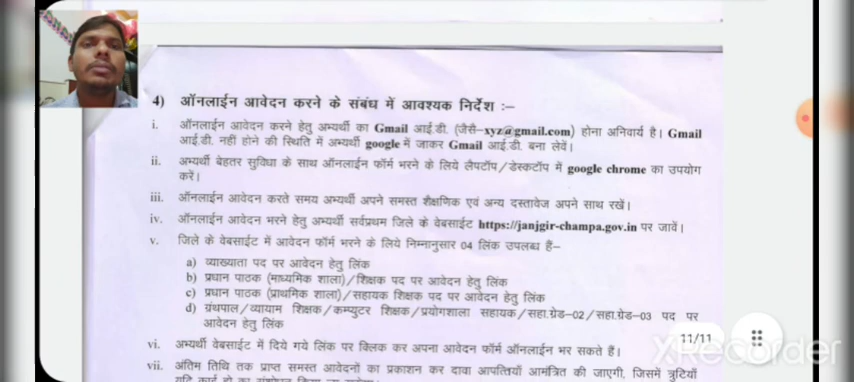 4) ऑनलाईन आवेदन करने के संबंध में आवश्यक निर्देश :–
i. ऑनलाईन आवेदन करने हेतु अभ्यर्थी का Gmail आई.डी. (जैसे–xyz@gmail.com) होना अनिवार्य है। Gmail
आई.डी. नहीं होने की स्थिति में अभ्यर्थी google में जाकर Gmail आई.डी. बना लेवें।
ii. अभ्यर्थी बेहतर सुविधा के साथ ऑनलाईन फॉर्म भरने के लिये लैपटॉप/डेस्कटॉप में google chrome का उपयोग
करें।
iii. ऑनलाईन आवेदन करते समय अभ्यर्थी अपने समस्त शैक्षणिक एवं अन्य दस्तावेज अपने साथ रखें।
iv. ऑनलाईन आवेदन भरने हेतु अभ्यर्थी सर्वप्रथम जिले के वेबसाईट https://janjgir-champa.gov.in पर जावें।
v. जिले के वेबसाईट में आवेदन फॉर्म भरने के लिये निम्नानुसार 04 लिंक उपलब्ध हैं–
a) व्याख्याता पद पर आवेदन हेतु लिंक
b) प्रधान पाठक (माध्यमिक शाला)/शिक्षक पद पर आवेदन हेतु लिंक
c) प्रधान पाठक (प्राथमिक शाला)/सहायक शिक्षक पद पर आवेदन हेतु लिंक
d) ग्रंथपाल/व्यायाम शिक्षक/कम्प्युटर शिक्षक/प्रयोगशाला सहायक/सहा.ग्रेड–02/सहा.ग्रेड–03 पद पर
आवेदन हेतु लिंक
11/11
XRecorder
vi. अभ्यर्थी वेबसाईट में दिये गये लिंक पर क्लिक कर अपना आवेदन फॉर्म ऑनलाईन भर सकते हैं।
vii. अंतिम तिथि तक प्राप्त समस्त आवेदनों का प्रकाशन कर दावा आपत्तियाँ आमंत्रित की जाएगी, जिसमें त्रुटियाँ